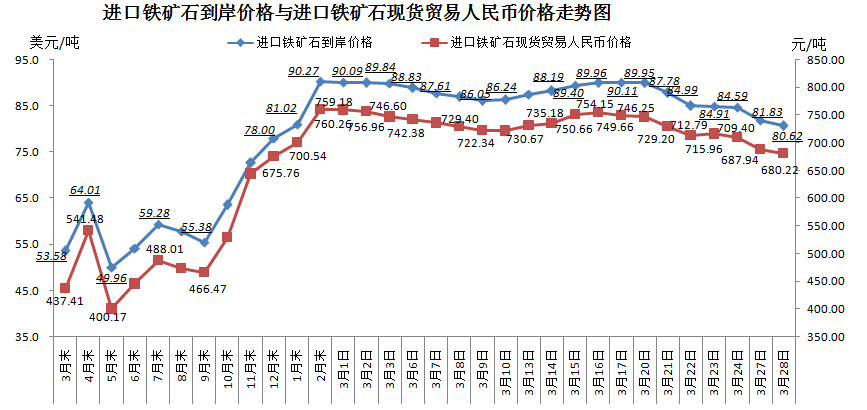 进口铁矿石到岸价格与进口铁矿石现货贸易人民币价格走势图
美元/吨
元/吨
进口铁矿石到岸价格
进口铁矿石现货贸易人民币价格
95.0
85.0
75.0
65.0
55.0
45.0
35.0
850.00
800.00
750.00
700.00
650.00
600.00
550.00
500.00
450.00
400.00
350.00
53.58
64.01
49.96
59.28
55.38
78.00
81.02
90.27
90.09
89.84
88.83
87.61
86.05
86.24
88.19
89.40
89.96
90.11
89.95
87.78
84.99
84.91
84.59
81.83
80.62
437.41
541.48
400.17
488.01
466.47
675.76
700.54
760.26
759.18
756.96
746.60
742.38
729.40
722.34
730.67
735.18
750.66
754.15
749.66
746.25
729.20
712.79
715.96
709.40
687.94
680.22
3月末
4月末
5月末
6月末
7月末
8月末
9月末
10月末
11月末
12月末
1月末
2月末
3月1日
3月2日
3月3日
3月6日
3月7日
3月8日
3月9日
3月10日
3月13日
3月14日
3月15日
3月16日
3月17日
3月20日
3月21日
3月22日
3月23日
3月24日
3月27日
3月28日